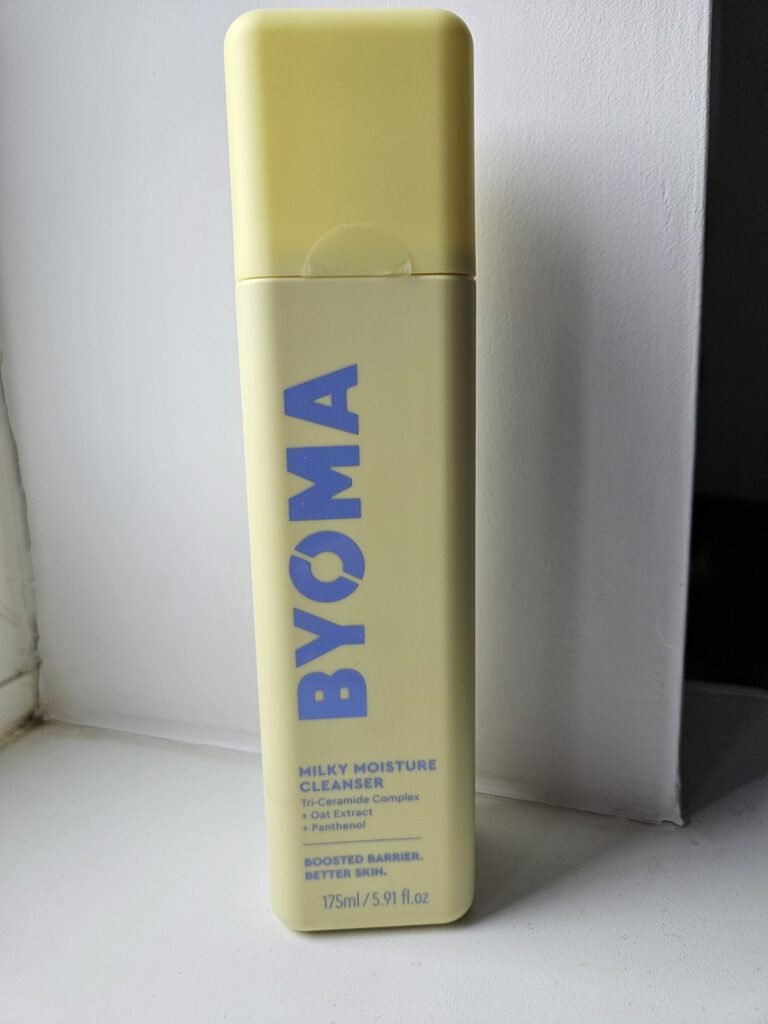 BYOMA
MILKY MOISTURE
CLEANSER
Tri-Ceramide Complex
+ Oat Extract
+ Panthenol
BOOSTED BARRIER.
BETTER SKIN.
175ml / 5.91 fl.oz